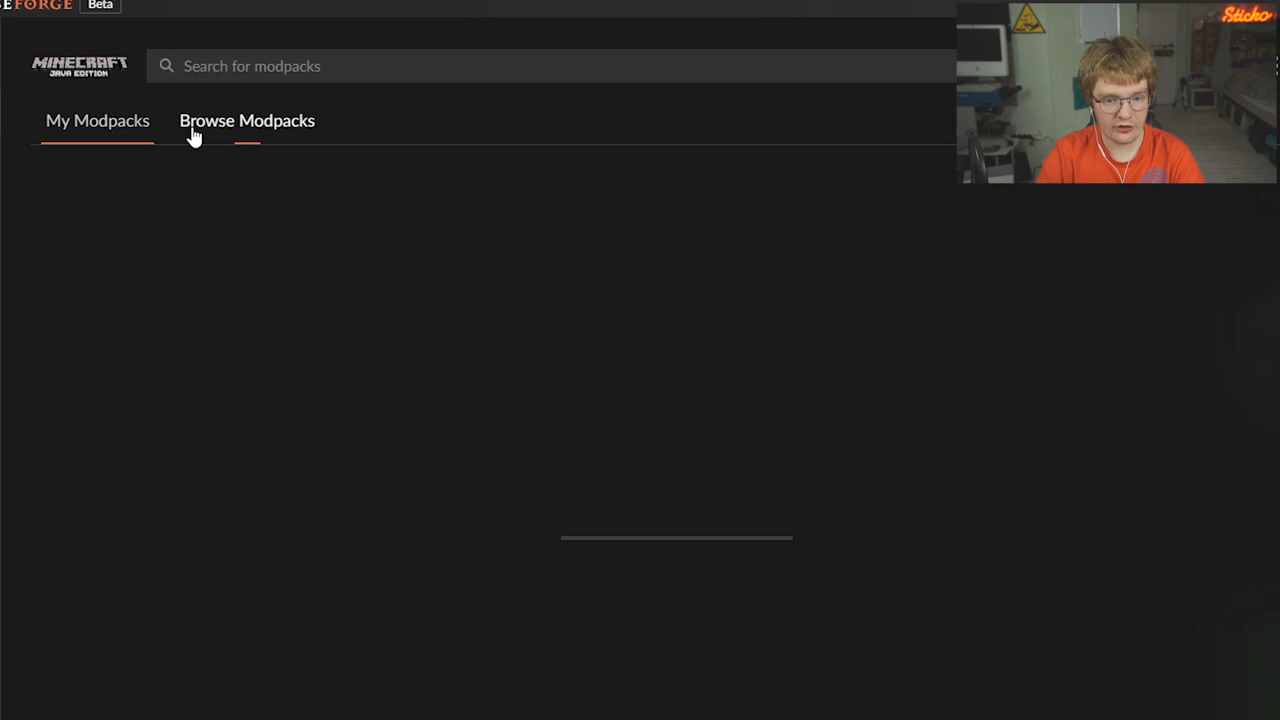 EFORGE Beta
MINECRAFT
JAVA EDITION
Search for modpacks
My Modpacks Browse Modpacks
Sticko